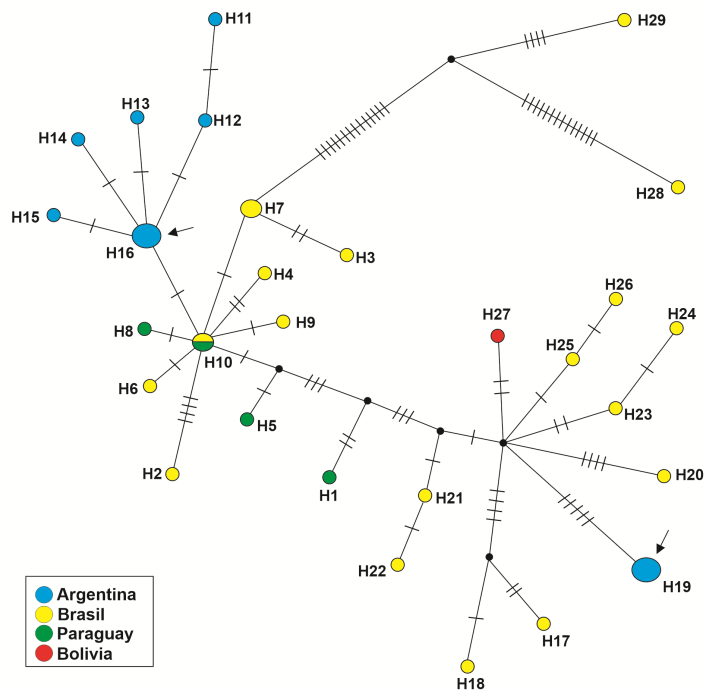 H11
H29
H13
H12
H14
H28
H15
H7
H16
H3
H4
H26
H27
H24
H8
H9
H25
H10
H6
H23
H5
H2
H20
H1
H21
H22
H19
H17
H18
Argentina
Brasil
Paraguay
Bolivia